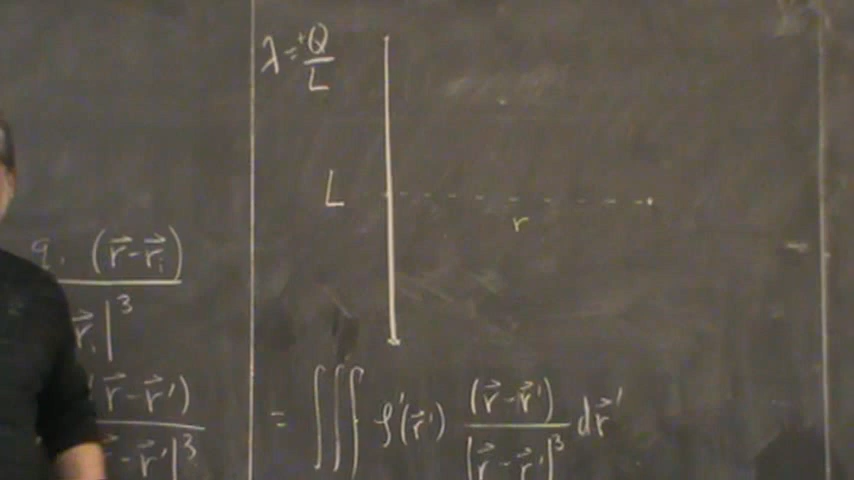 λ = +Q/L
L
r
q. (r⃗-r⃗ᵢ)
r⃗ᵢ|³
r⃗-r⃗')
-r⃗'|³
= ∭ ρ'(r⃗') (r⃗-r⃗')/|r⃗-r⃗'|³ dr⃗'